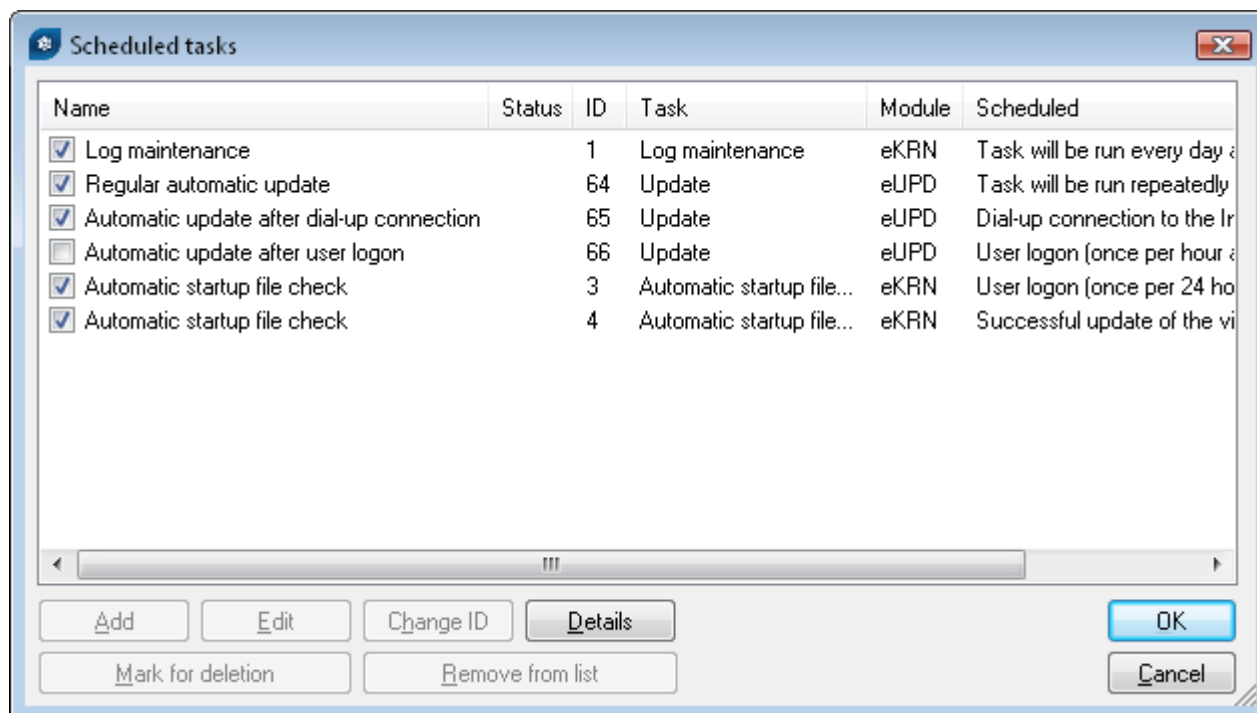 Scheduled tasks
Name Status ID Task Module Scheduled
Log maintenance 1 Log maintenance eKRN Task will be run every day
Regular automatic update 64 Update eUPD Task will be run repeatedly
Automatic update after dial-up connection 65 Update eUPD Dial-up connection to the
Automatic update after user logon 66 Update eUPD User logon (once per hour
Automatic startup file check 3 Automatic startup file... eKRN User logon (once per 24
Automatic startup file check 4 Automatic startup file... eKRN Successful update of the
Add Edit Change ID Details OK
Mark for deletion Remove from list Cancel